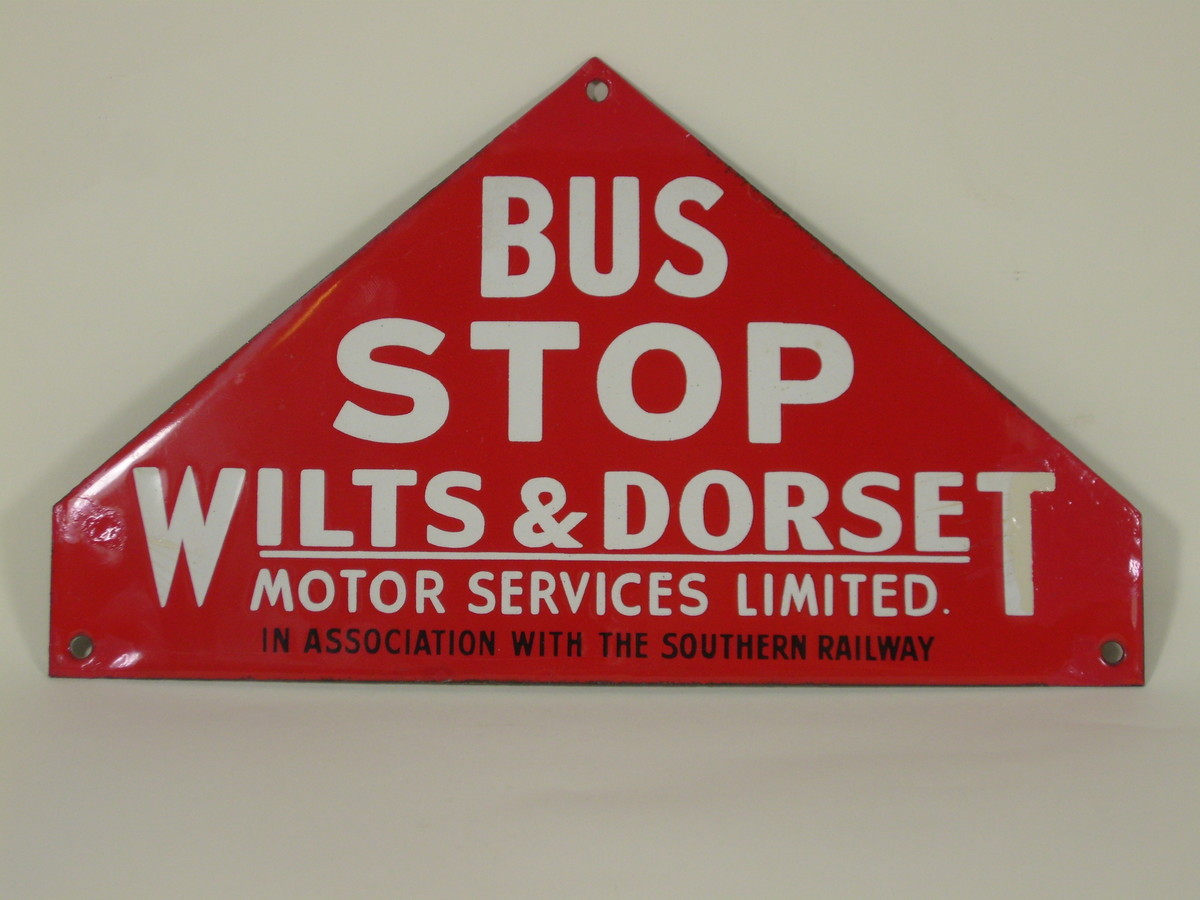 BUS
STOP
WILTS & DORSET
MOTOR SERVICES LIMITED.
IN ASSOCIATION WITH THE SOUTHERN RAILWAY